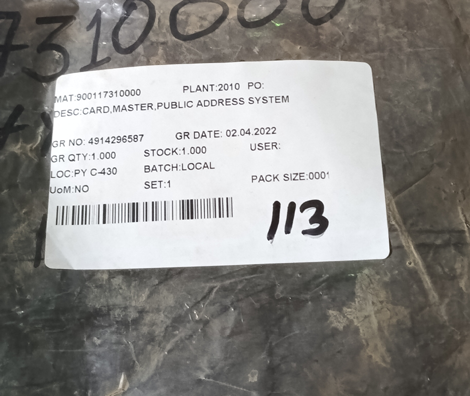 7310000
MAT:900117310000 PLANT:2010 PO:
DESC:CARD,MASTER,PUBLIC ADDRESS SYSTEM
GR NO: 4914296587 GR DATE: 02.04.2022
GR QTY:1.000 STOCK:1.000 USER:
LOC:PY C-430 BATCH:LOCAL
UoM:NO SET:1 PACK SIZE:0001
113